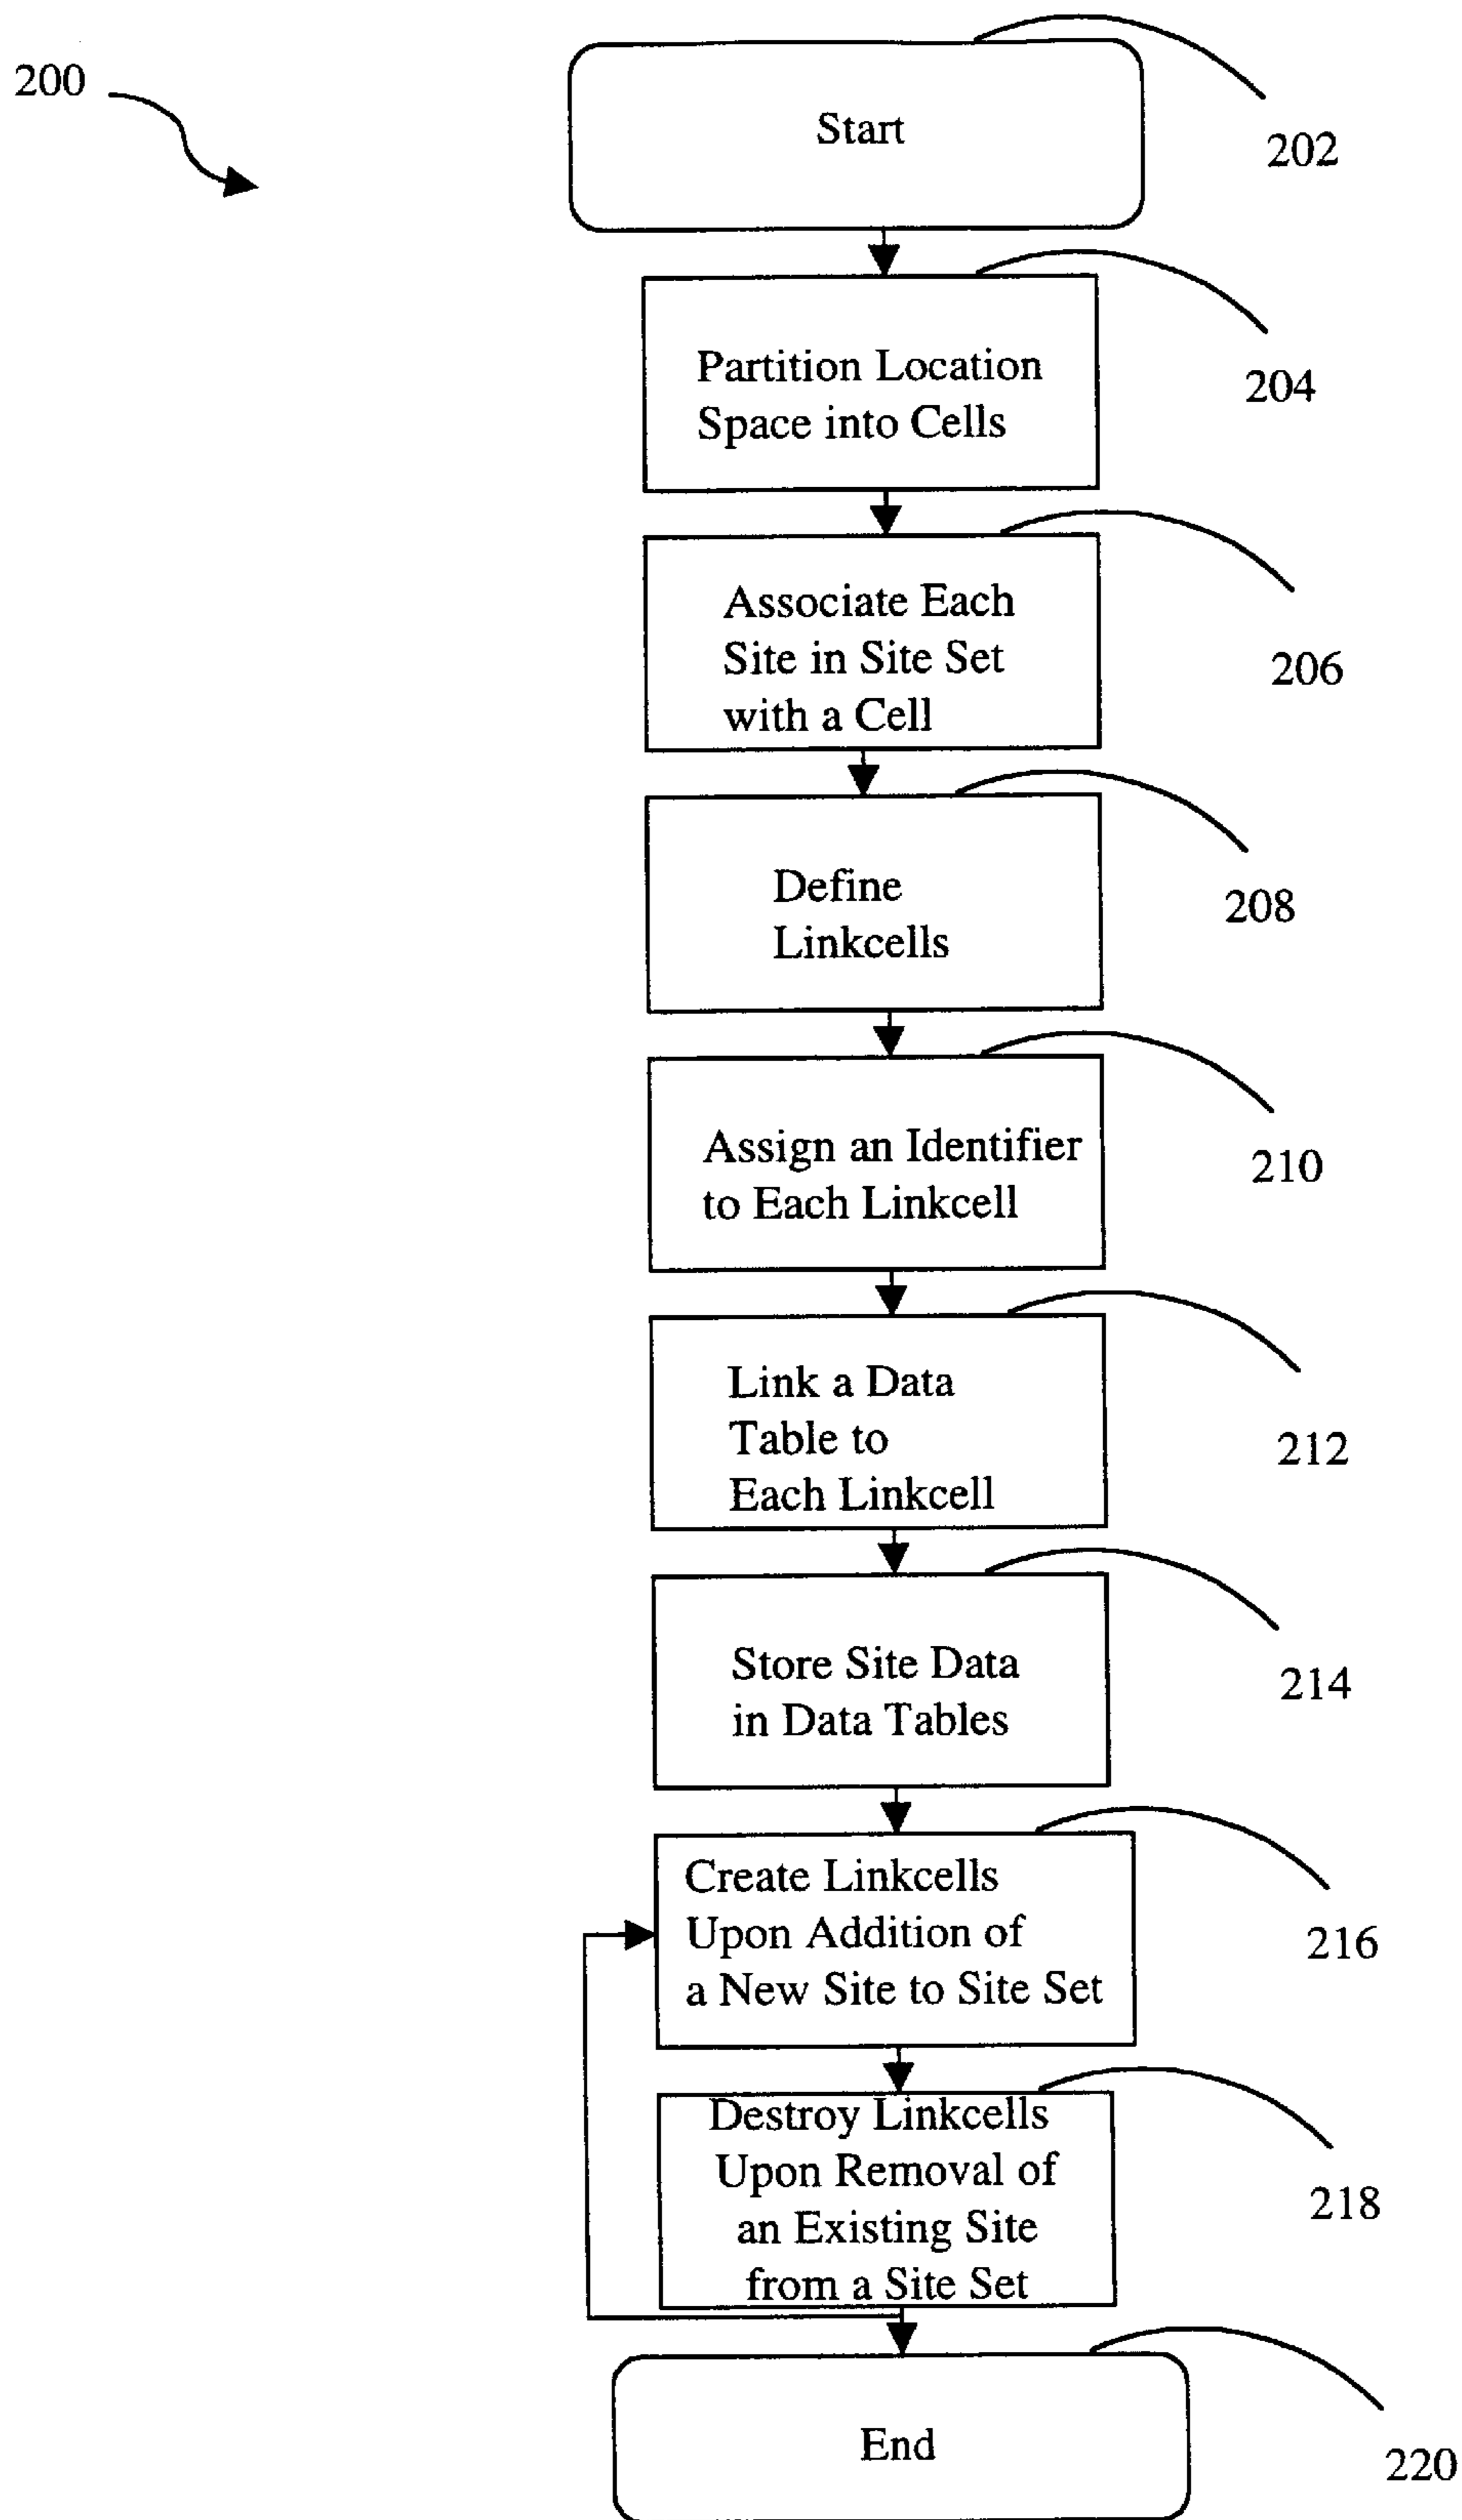 200
Start
202
Partition Location
Space into Cells
204
Associate Each
Site in Site Set
with a Cell
206
Define
Linkcells
208
Assign an Identifier
to Each Linkcell
210
Link a Data
Table to
Each Linkcell
212
Store Site Data
in Data Tables
214
Create Linkcells
Upon Addition of
a New Site to Site Set
216
Destroy Linkcells
Upon Removal of
an Existing Site
from a Site Set
218
End
220